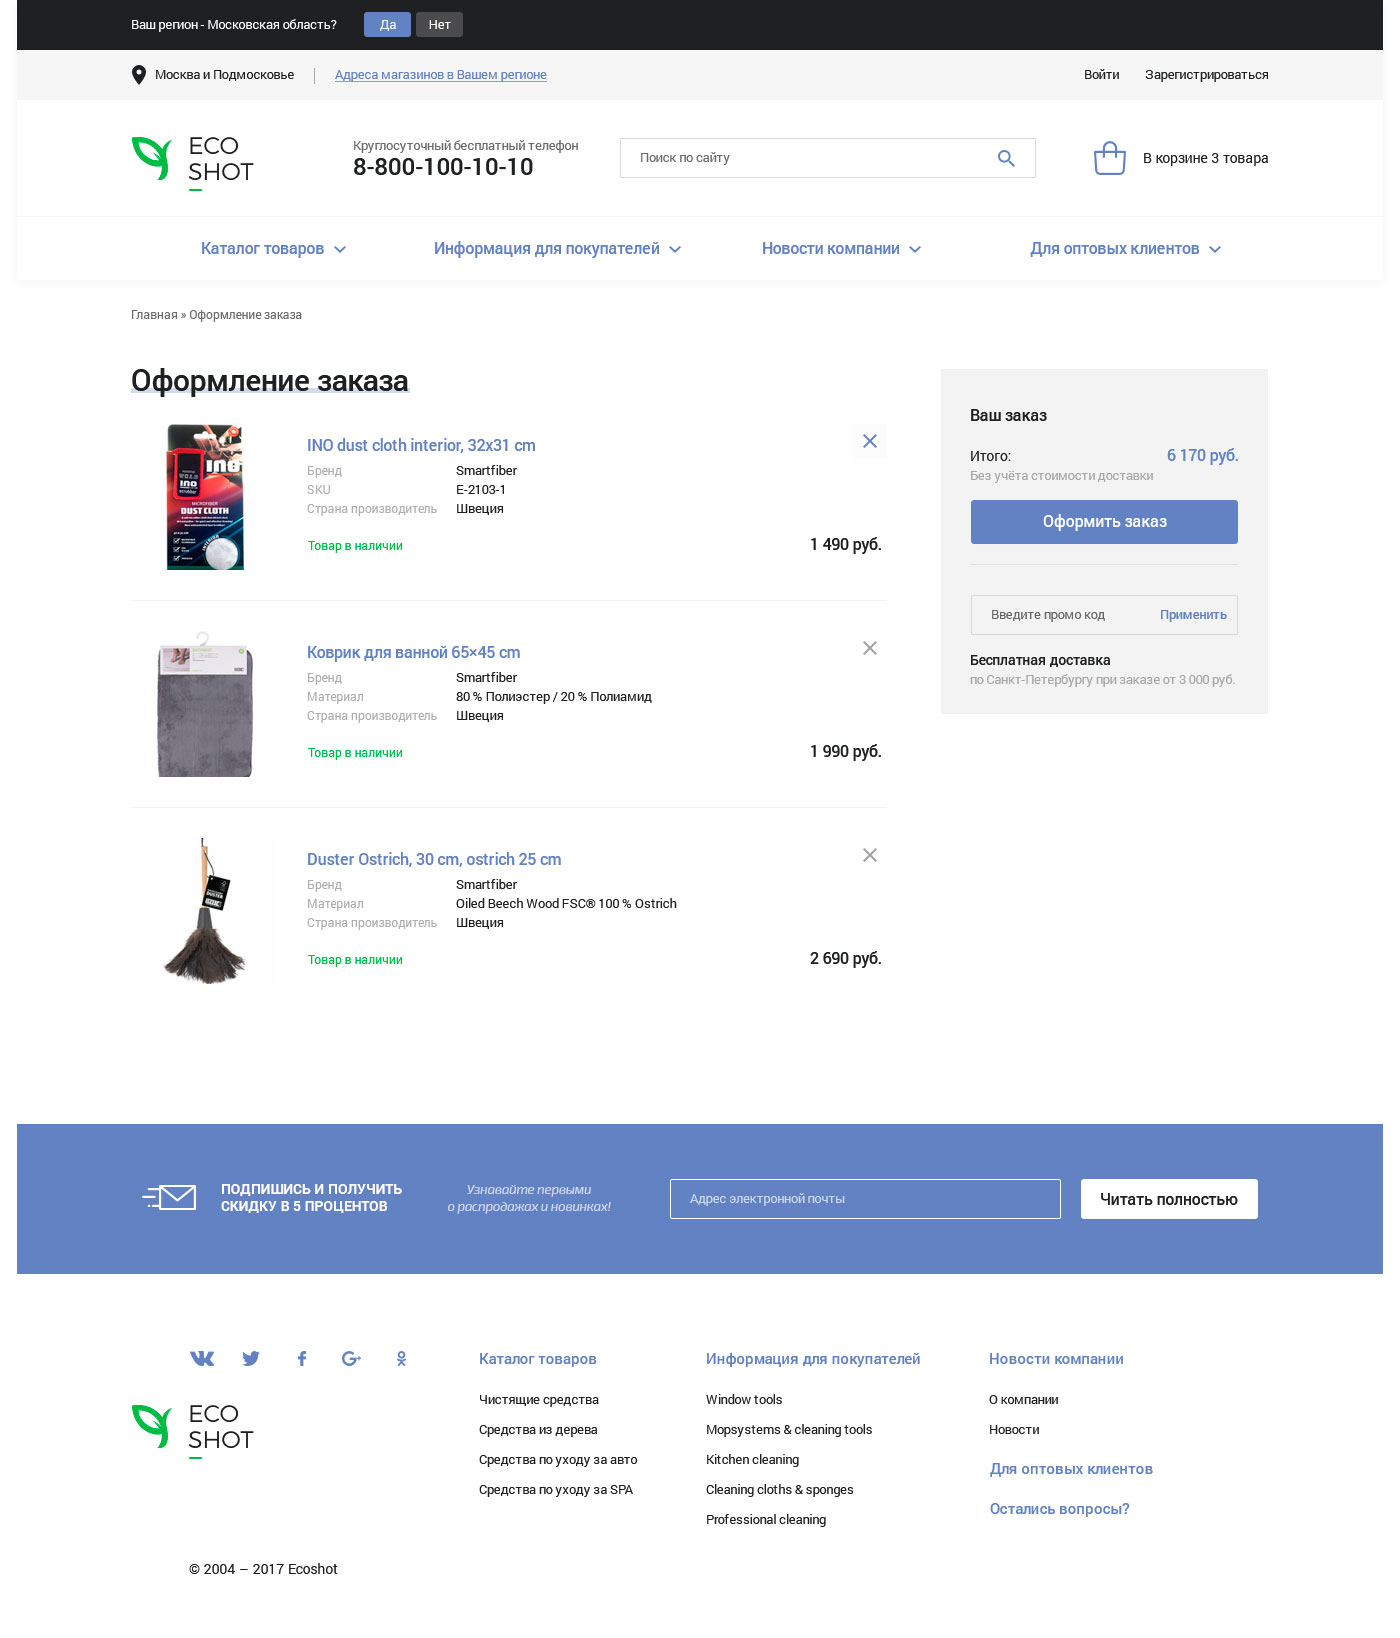 Ваш регион - Московская область?
Да
Нет
Москва и Подмосковье
Адреса магазинов в Вашем регионе
Войти
Зарегистрироваться
ECO
SHOT
Круглосуточный бесплатный телефон
8-800-100-10-10
Поиск по сайту
В корзине 3 товара
Каталог товаров
Информация для покупателей
Новости компании
Для оптовых клиентов
Главная » Оформление заказа
Оформление заказа
INO
INO
MICROFIBER
DUST CLOTH
INTERIOR
INO dust cloth interior, 32x31 cm
Бренд Smartfiber
SKU E-2103-1
Страна производитель Швеция
Товар в наличии
1 490 руб.
Коврик для ванной 65×45 cm
Бренд Smartfiber
Материал 80 % Полиэстер / 20 % Полиамид
Страна производитель Швеция
Товар в наличии
1 990 руб.
DUSTER
Duster Ostrich, 30 cm, ostrich 25 cm
Бренд Smartfiber
Материал Oiled Beech Wood FSC® 100 % Ostrich
Страна производитель Швеция
Товар в наличии
2 690 руб.
Ваш заказ
Итого: 6 170 руб.
Без учёта стоимости доставки
Оформить заказ
Введите промо код
Применить
Бесплатная доставка
по Санкт-Петербургу при заказе от 3 000 руб.
ПОДПИШИСЬ И ПОЛУЧИТЬ
СКИДКУ В 5 ПРОЦЕНТОВ
Узнавайте первыми
о распродажах и новинках!
Адрес электронной почты
Читать полностью
ECO
SHOT
© 2004 – 2017 Ecoshot
Каталог товаров
Чистящие средства
Средства из дерева
Средства по уходу за авто
Средства по уходу за SPA
Информация для покупателей
Window tools
Mopsystems & cleaning tools
Kitchen cleaning
Cleaning cloths & sponges
Professional cleaning
Новости компании
О компании
Новости
Для оптовых клиентов
Остались вопросы?